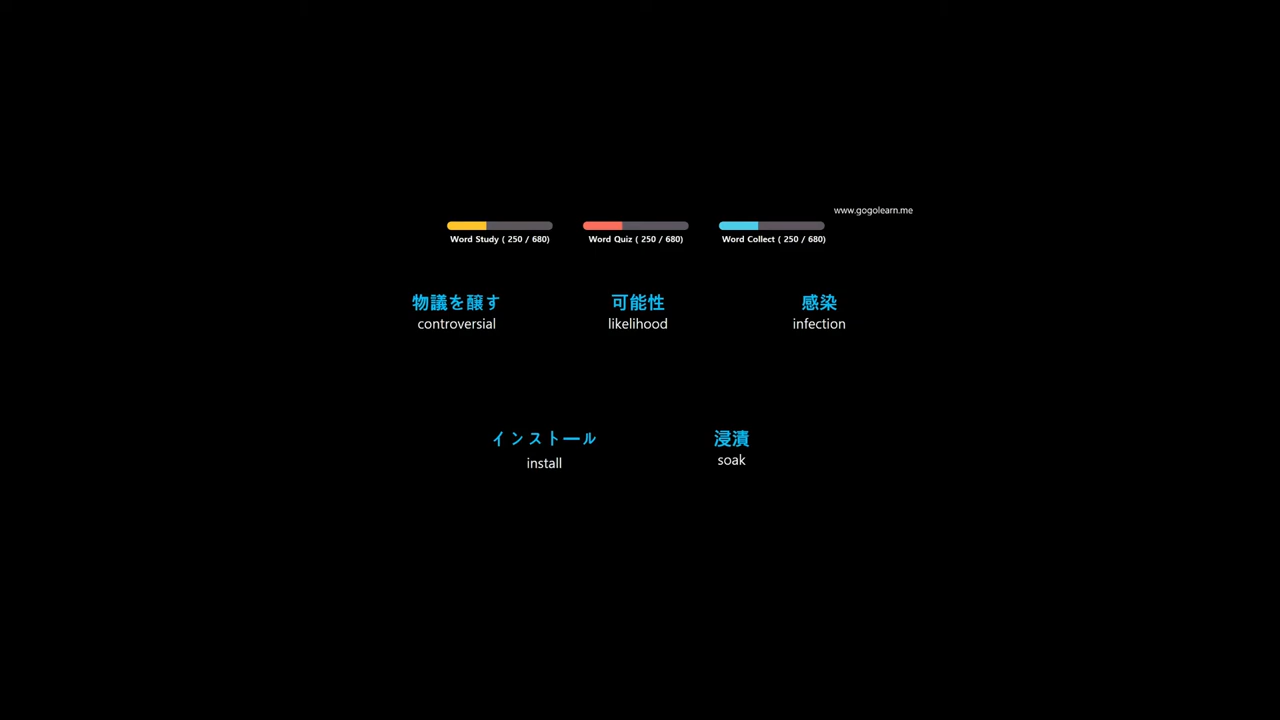 www.gogolearn.me
Word Study ( 250 / 680)
Word Quiz ( 250 / 680)
Word Collect ( 250 / 680)
物議を醸す
controversial
可能性
likelihood
感染
infection
インストール
install
浸漬
soak